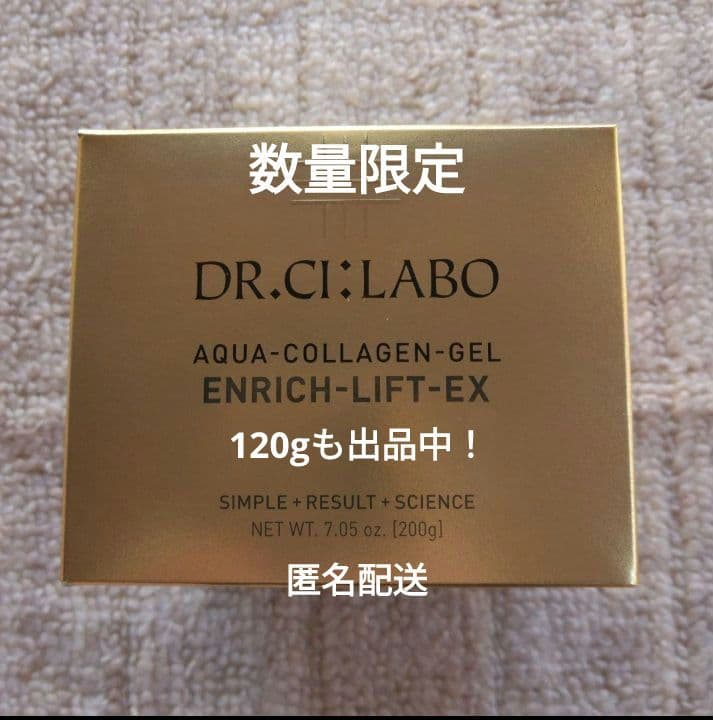 数量限定
DR.CI:LABO
AQUA-COLLAGEN-GEL
ENRICH-LIFT-EX
120gも出品中！
SIMPLE+RESULT+SCIENCE
NET WT. 7.05 oz. [200g]
匿名配送